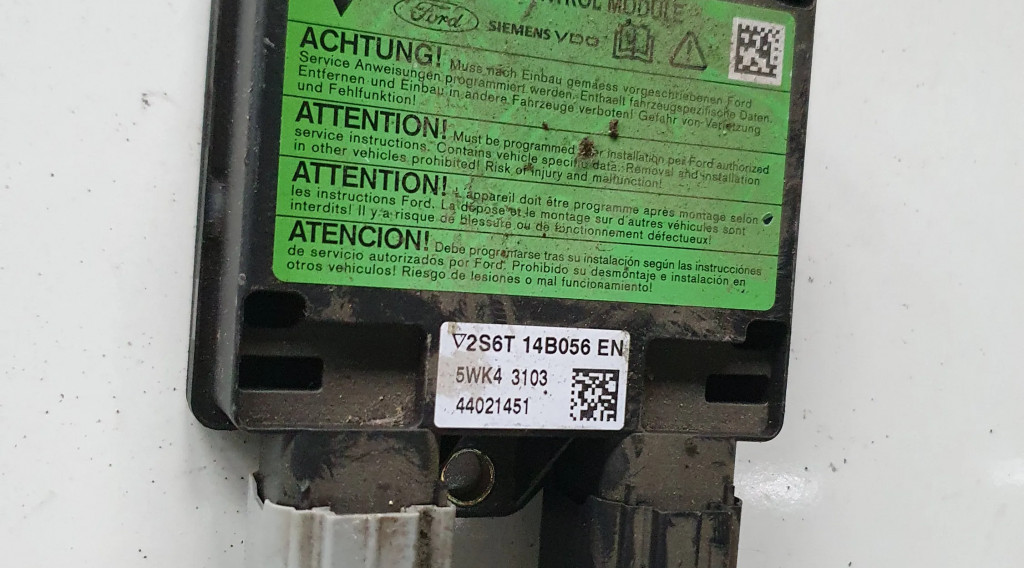 CONTROL MODULE
Ford SIEMENS VDO
ACHTUNG! Muss nach Einbau gemaess vorgeschriebenen Ford
Service Anweisungen programmiert werden. Enthaelt fahrzeugspezifische Daten.
Entfernen und Einbau in andere Fahrzeuge verboten! Gefahr von Verletzung
und Fehlfunktion!
ATTENTION! Must be programmed after installation per Ford authorized
service instructions. Contains vehicle specific data. Removal and installation
in other vehicles prohibited! Risk of injury and malfunction!
ATTENTION! L'appareil doit être programme après montage selon
les instructions Ford. La dépose et le montage sur d'autres véhicules sont
interdits! Il y a risque de blessure ou de fonctionnement défectueux!
ATENCION! Debe programarse tras su instalación según las instrucciónes
de servicio autorizados por Ford. Prohibido su desmontaje e instalación en
otros vehiculos! Riesgo de lesiones o mal funcionamiento!
▽2S6T 14B056 EN
5WK4 3103
44021451